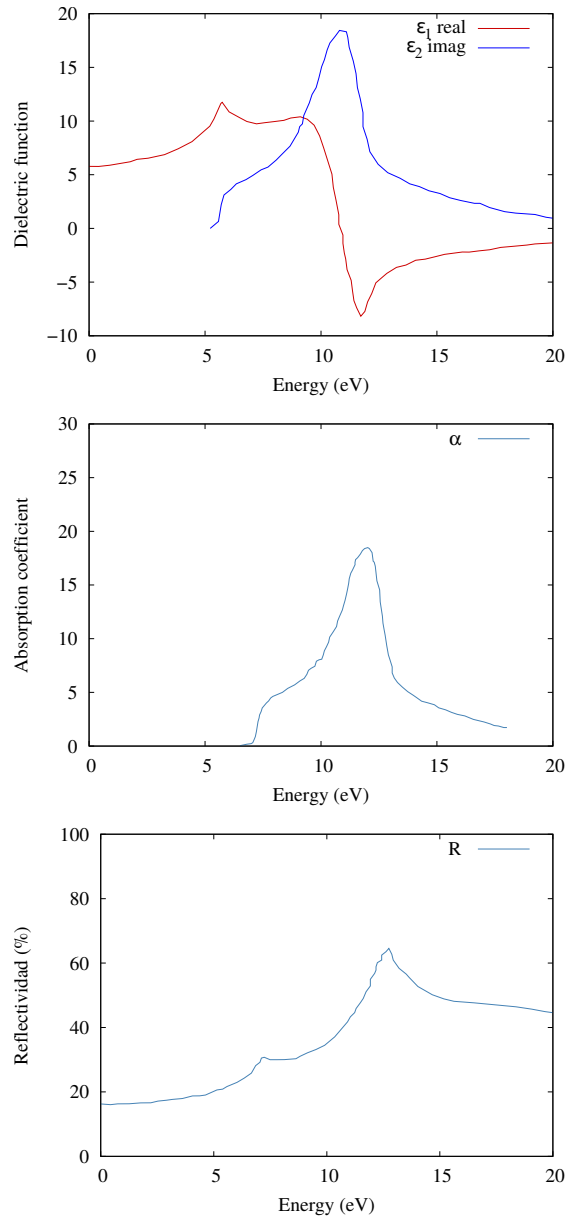 ε₁ real
ε₂ imag
20
15
10
5
0
−5
−10
Dielectric function
0 5 10 15 20
Energy (eV)
α
30
25
20
15
10
5
0
Absorption coefficient
0 5 10 15 20
Energy (eV)
R
100
80
60
40
20
0
Reflectividad (%)
0 5 10 15 20
Energy (eV)